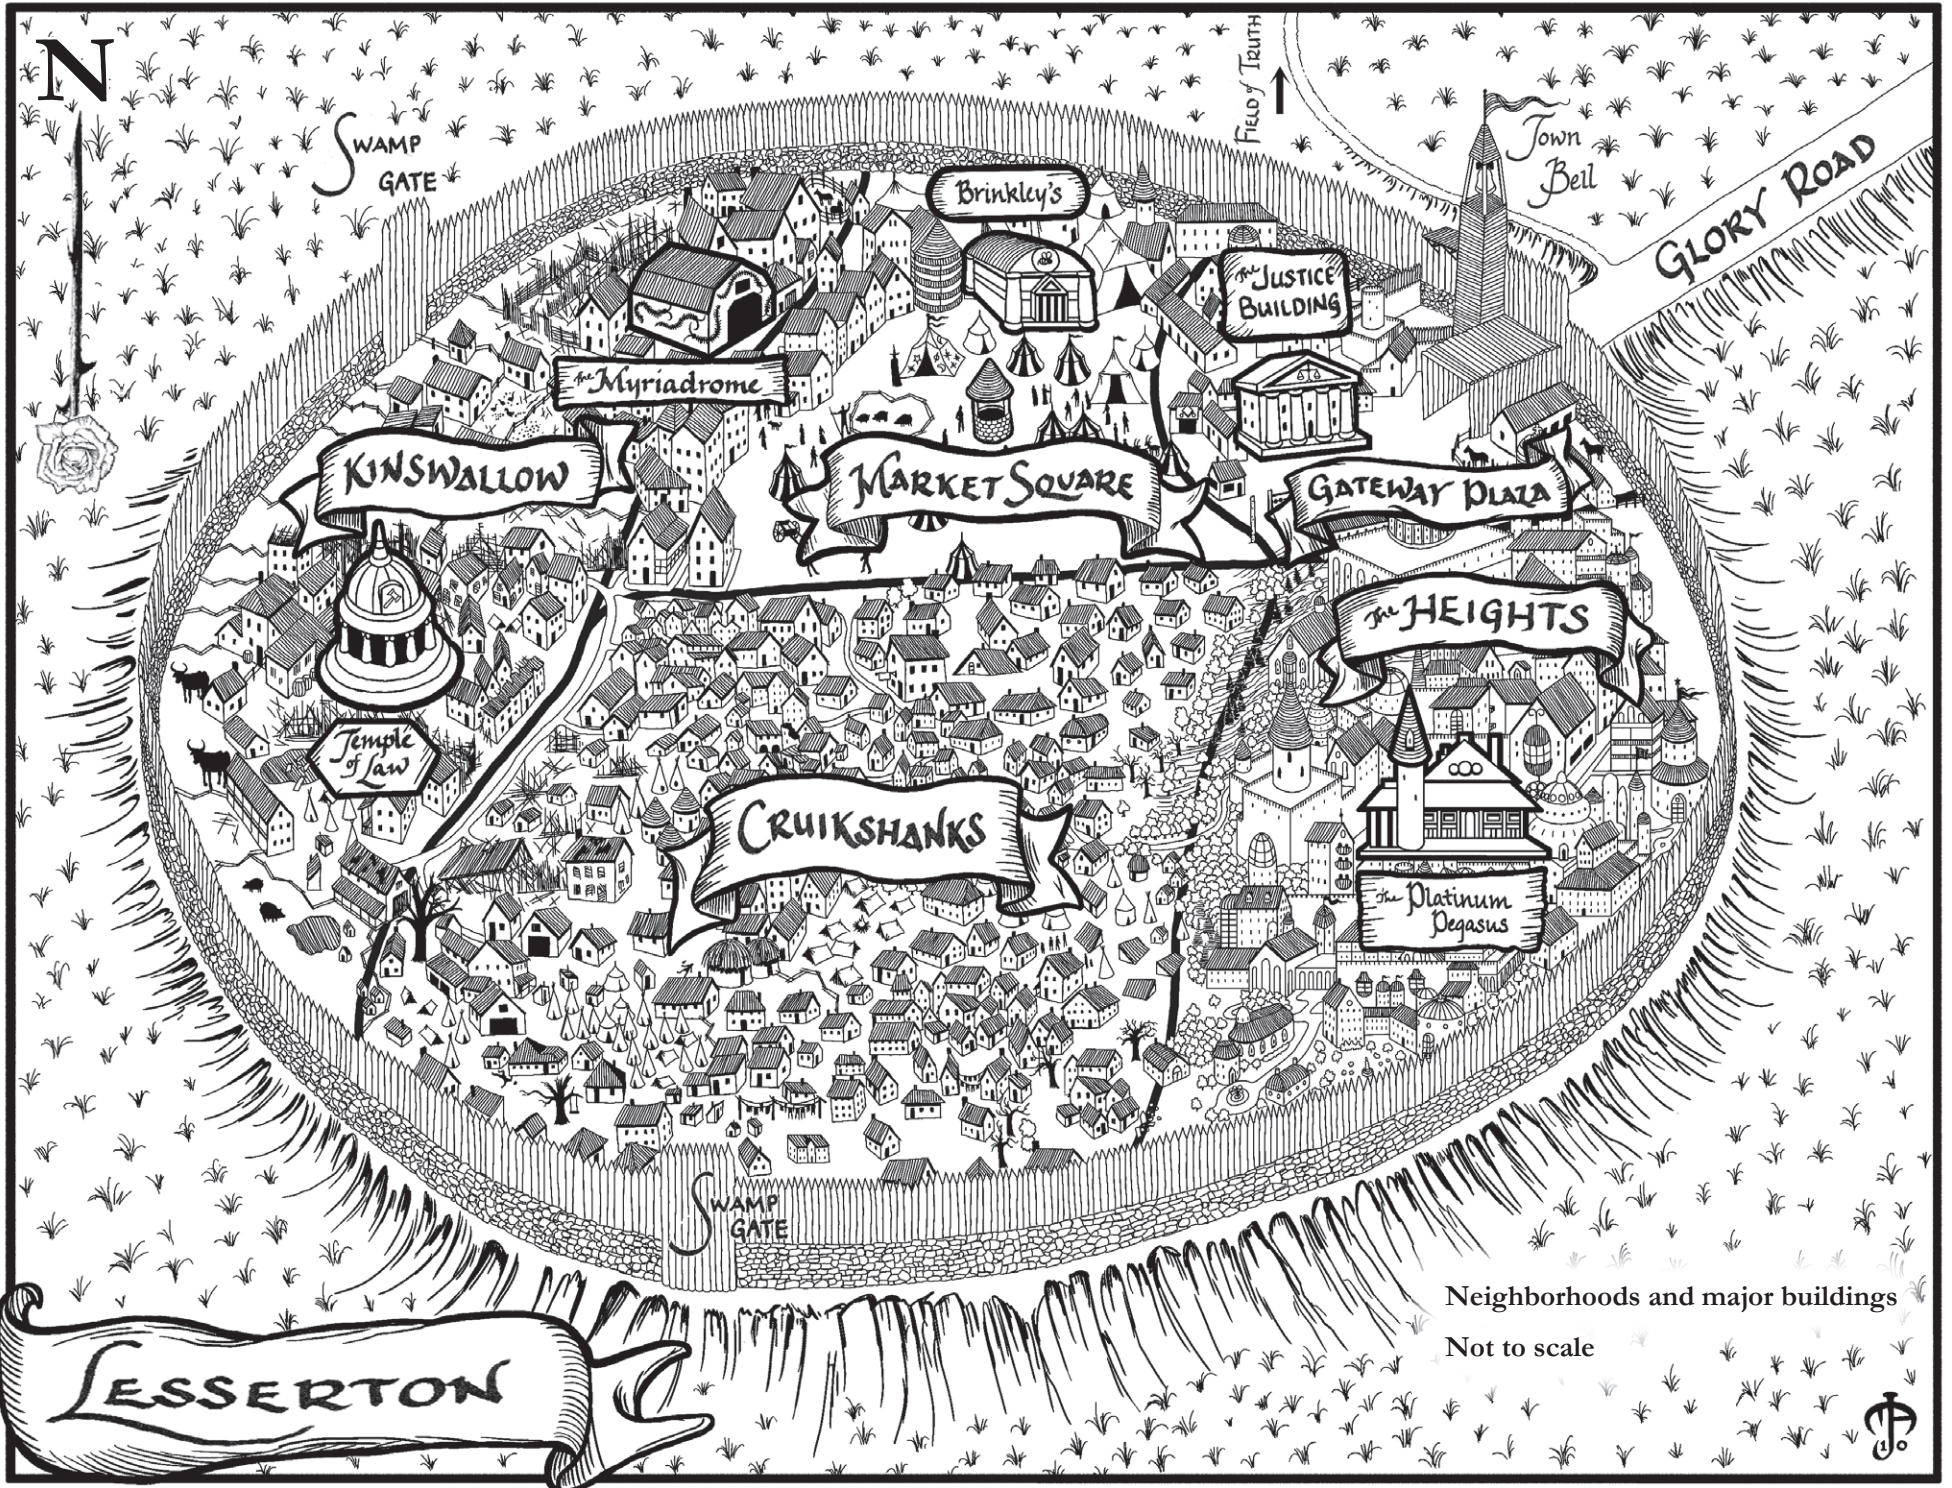 N
Swamp
Gate
Field of Truth
Town
Bell
Glory Road
Brinkley's
The Justice
Building
The Myriadrome
Kinswallow
Market Square
Gateway Plaza
The Heights
Temple
of Law
Cruikshanks
The Platinum
Pegasus
Swamp
Gate
Neighborhoods and major buildings
Not to scale
Lesserton